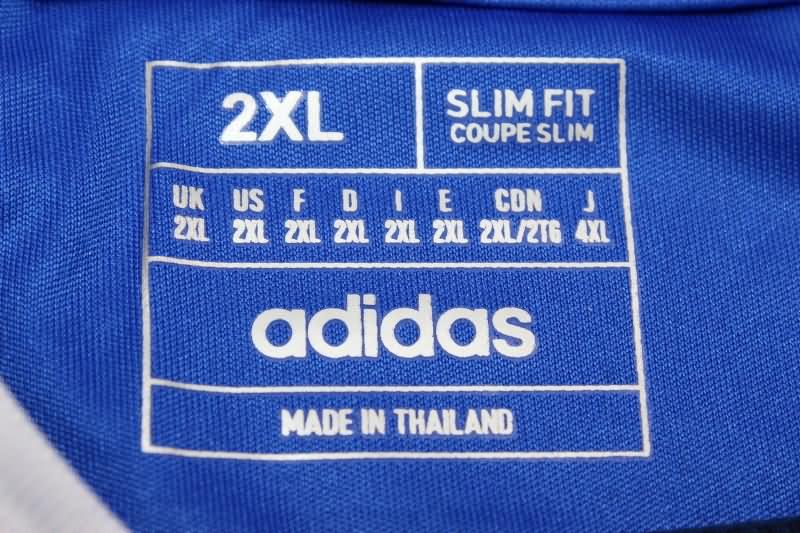 2XL
SLIM FIT
COUPE SLIM
UK US F D I E CDN J
2XL 2XL 2XL 2XL 2XL 2XL 2XL/2TG 4XL
adidas
MADE IN THAILAND